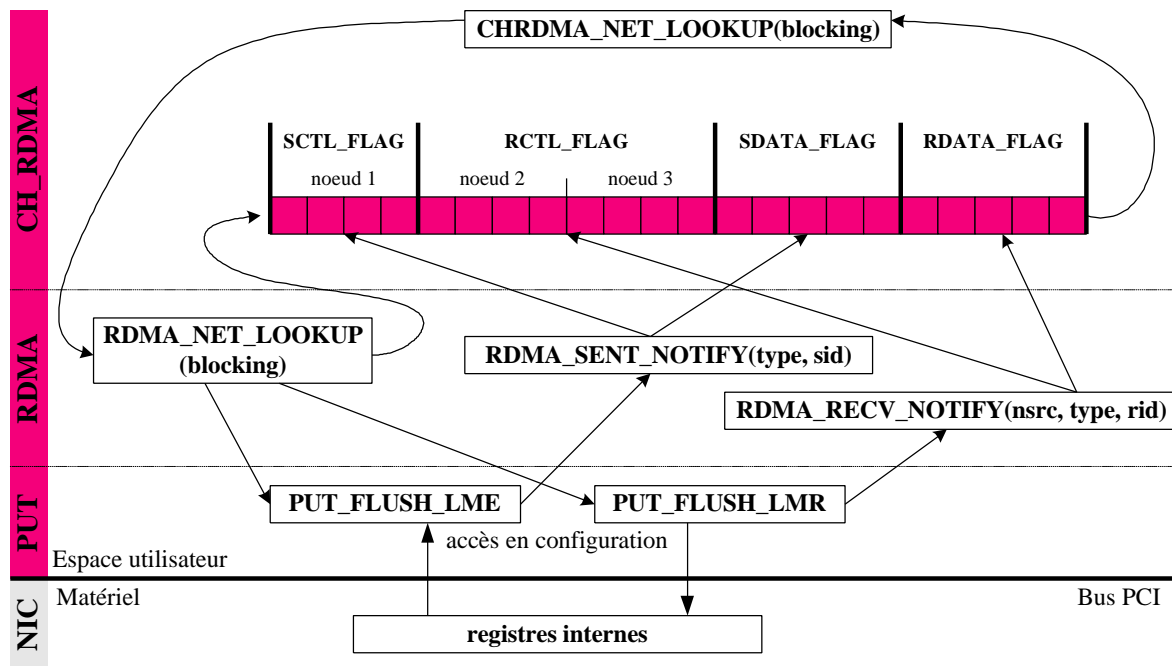 CH_RDMA
CHRDMA_NET_LOOKUP(blocking)
SCTL_FLAG
RCTL_FLAG
SDATA_FLAG
RDATA_FLAG
noeud 1
noeud 2
noeud 3
RDMA
RDMA_NET_LOOKUP
(blocking)
RDMA_SENT_NOTIFY(type, sid)
RDMA_RECV_NOTIFY(nsrc, type, rid)
PUT
PUT_FLUSH_LME
PUT_FLUSH_LMR
accès en configuration
Espace utilisateur
NIC
Matériel
Bus PCI
registres internes